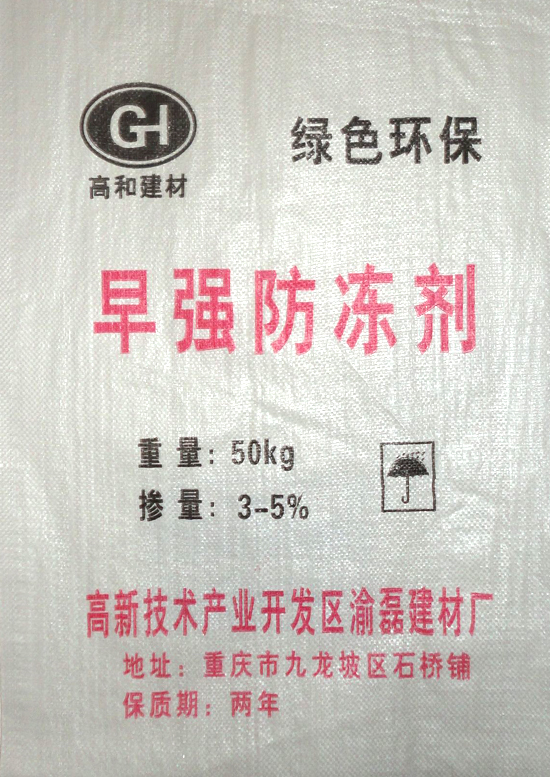 GH
高和建材
绿色环保
早强防冻剂
重量：50kg
掺量：3-5%
高新技术产业开发区渝磊建材厂
地址：重庆市九龙坡区石桥铺
保质期：两年